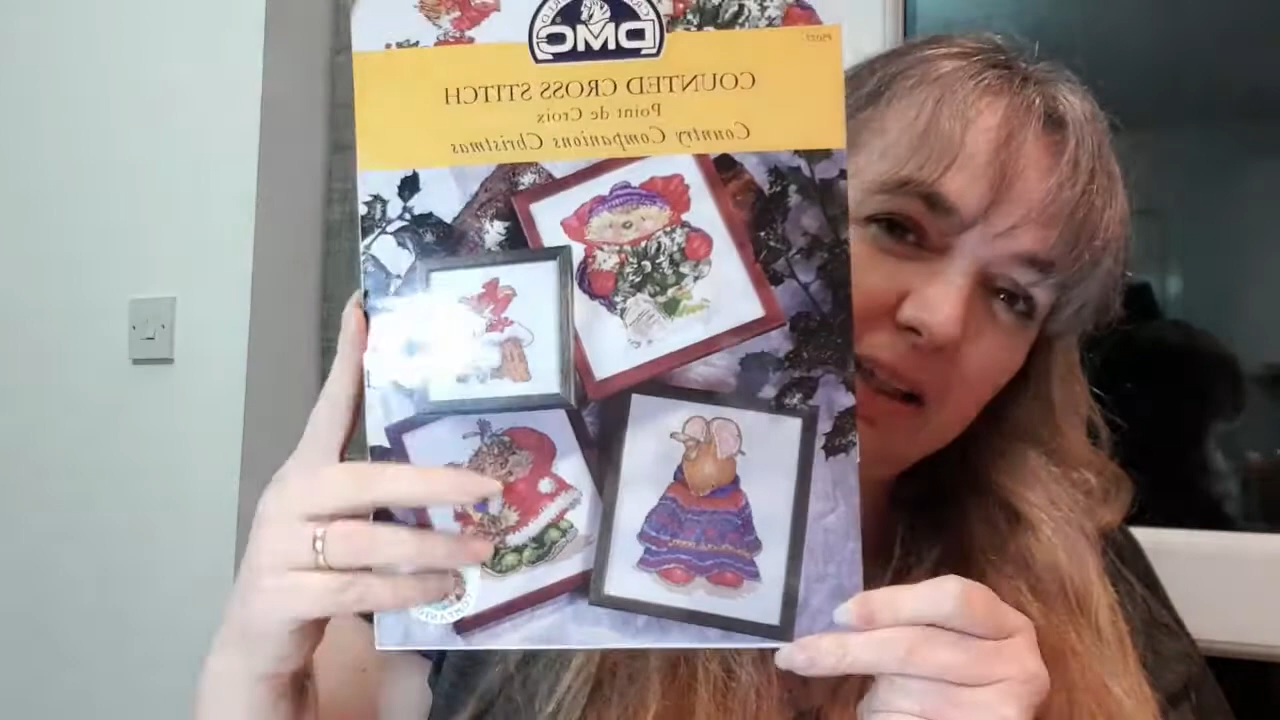 DMC
COUNTED CROSS STITCH
Point de Croix
Country Companions Christmas